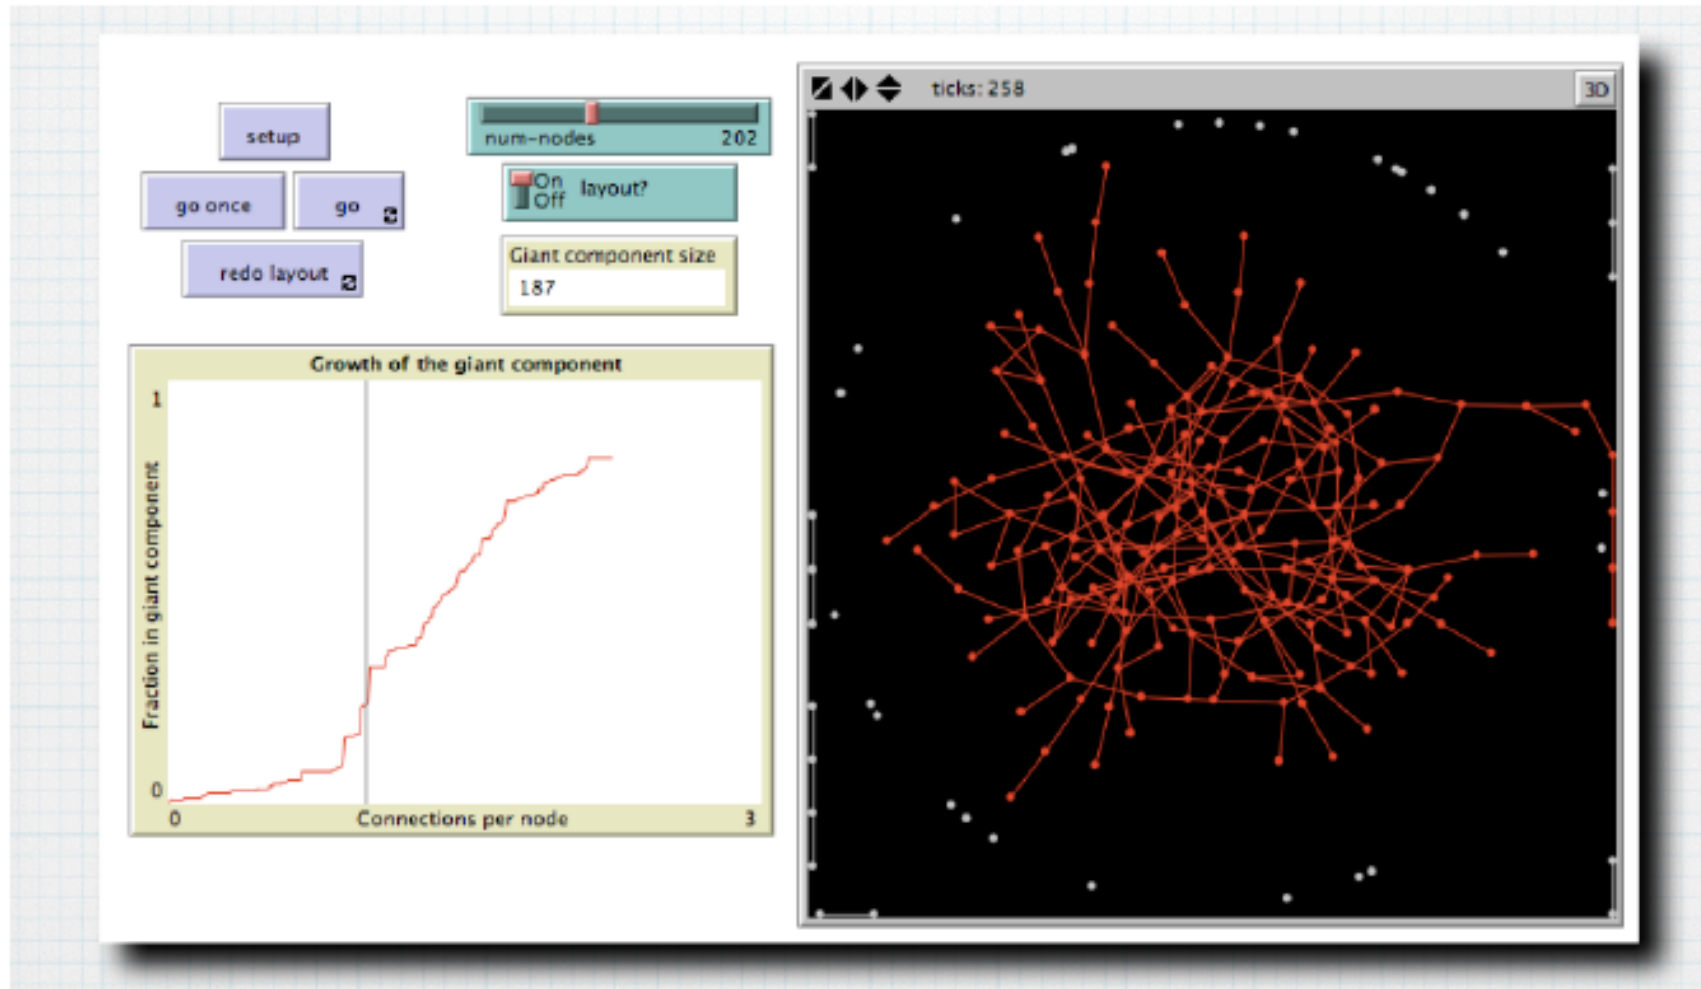 setup
go once
go
redo layout
num-nodes 202
On
Off
layout?
Giant component size
187
Growth of the giant component
1
Fraction in giant component
0
0
Connections per node
3
ticks: 258
3D